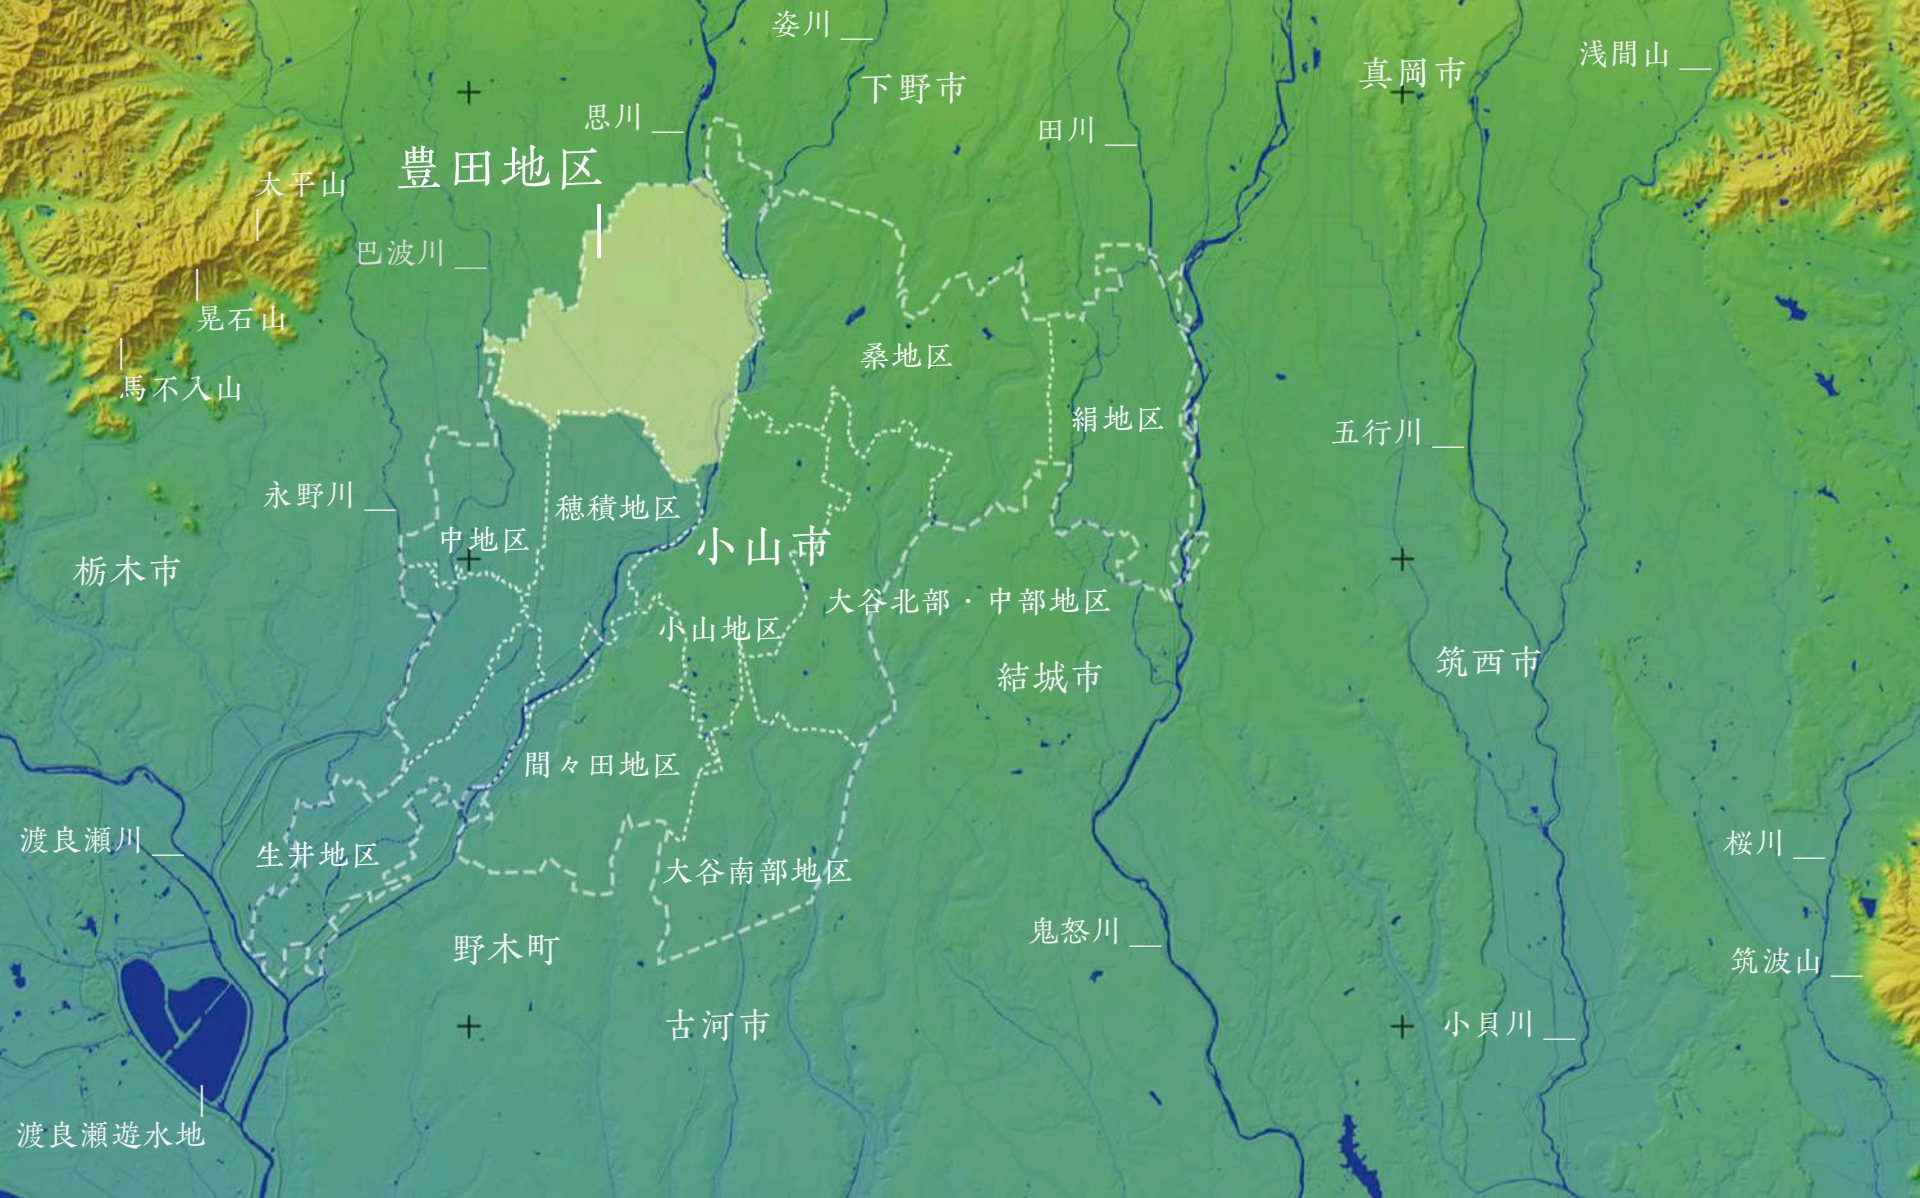 姿川
浅間山
真岡市
下野市
思川
田川
豊田地区
太平山
巴波川
晃石山
桑地区
馬不入山
絹地区
五行川
永野川
穂積地区
中地区
小山市
栃木市
大谷北部・中部地区
小山地区
筑西市
結城市
間々田地区
渡良瀬川
生井地区
桜川
大谷南部地区
鬼怒川
野木町
筑波山
古河市
小貝川
渡良瀬遊水地